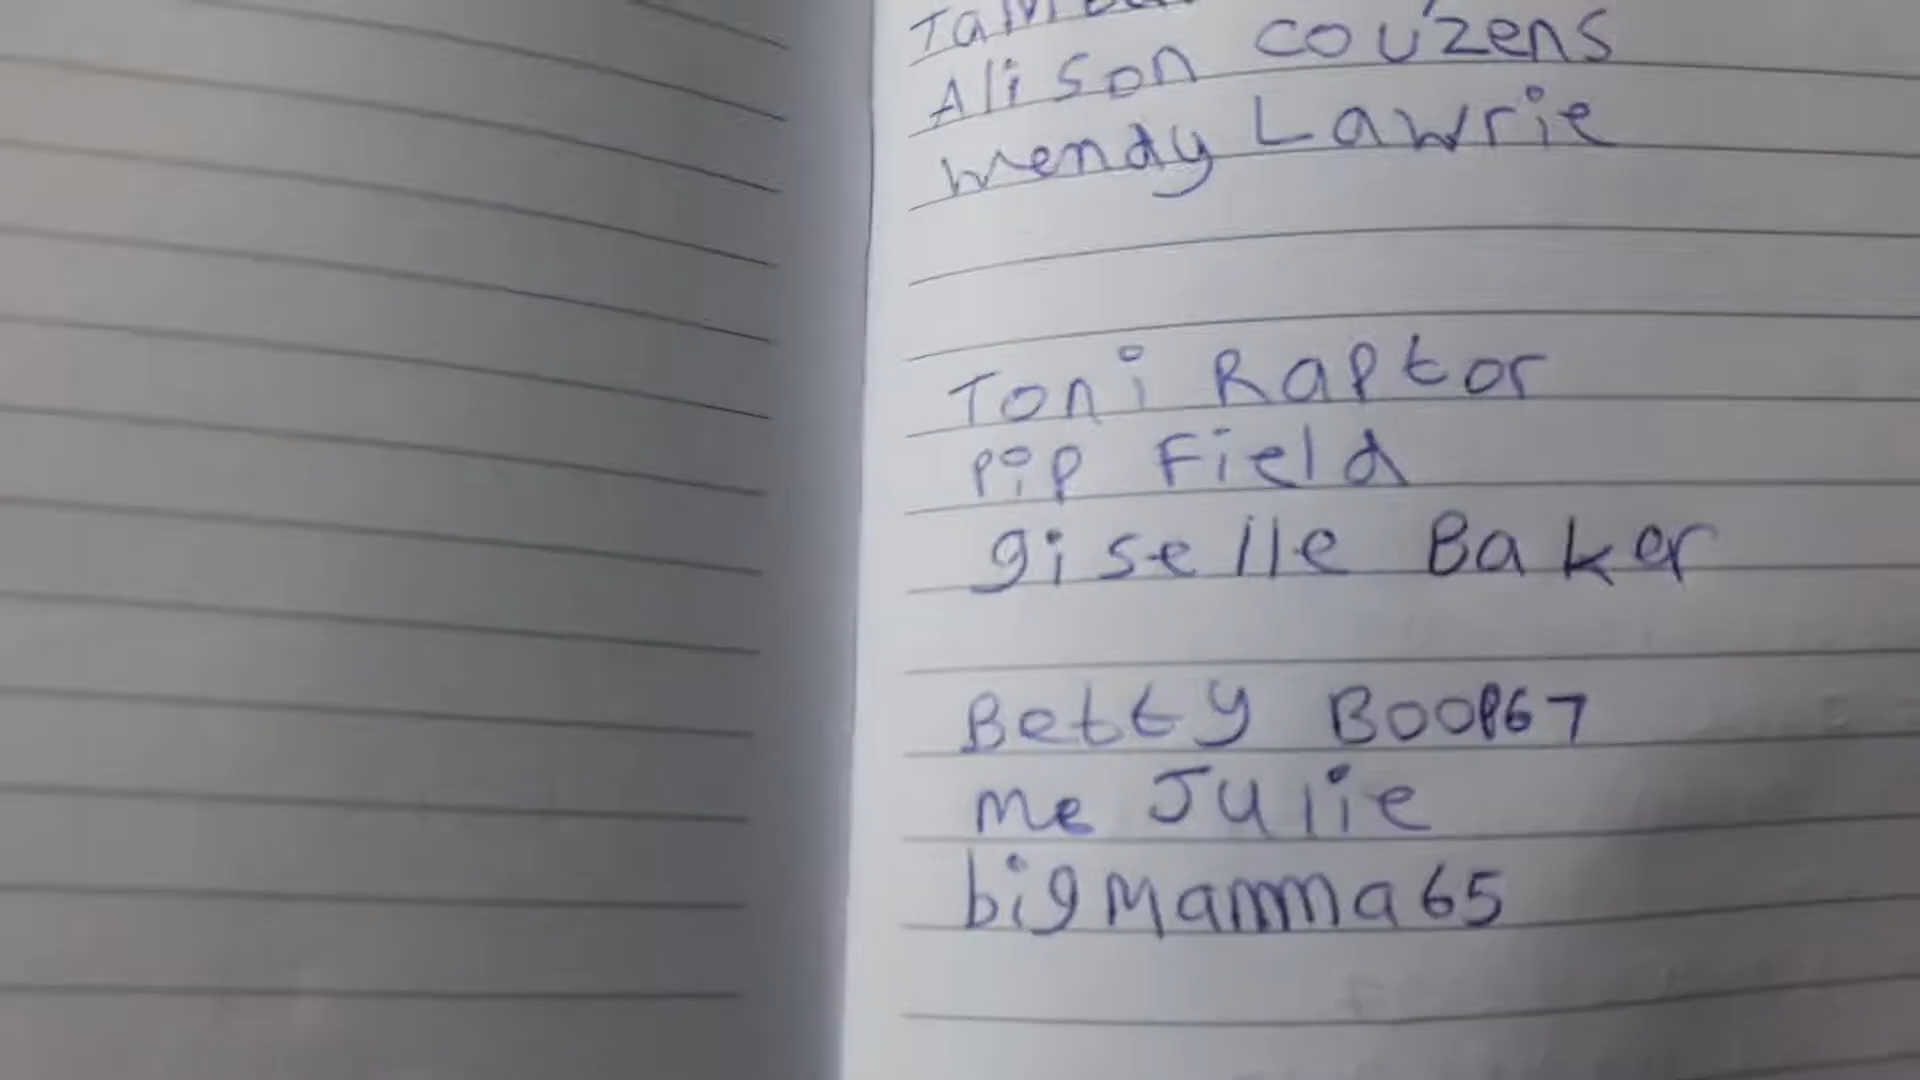 Alison Couzens
Wendy Lawrie
Toni Raptor
Pip Field
giselle Baker
Betty Boop67
me Julie
bigMamma65